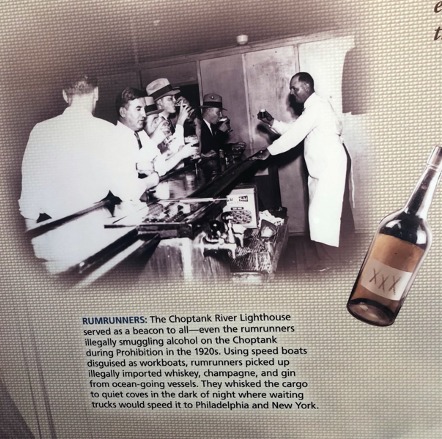 XXX
RUMRUNNERS: The Choptank River Lighthouse
served as a beacon to all—even the rumrunners
illegally smuggling alcohol on the Choptank
during Prohibition in the 1920s. Using speed boats
disguised as workboats, rumrunners picked up
illegally imported whiskey, champagne, and gin
from ocean-going vessels. They whisked the cargo
to quiet coves in the dark of night where waiting
trucks would speed it to Philadelphia and New York.